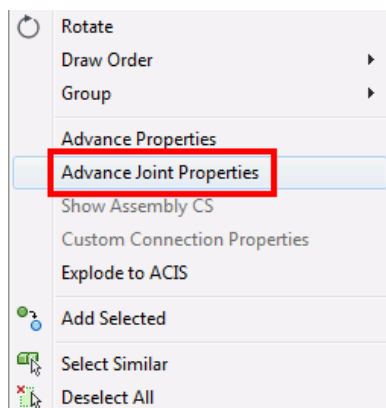 Rotate
Draw Order
Group
Advance Properties
Advance Joint Properties
Show Assembly CS
Custom Connection Properties
Explode to ACIS
Add Selected
Select Similar
Deselect All